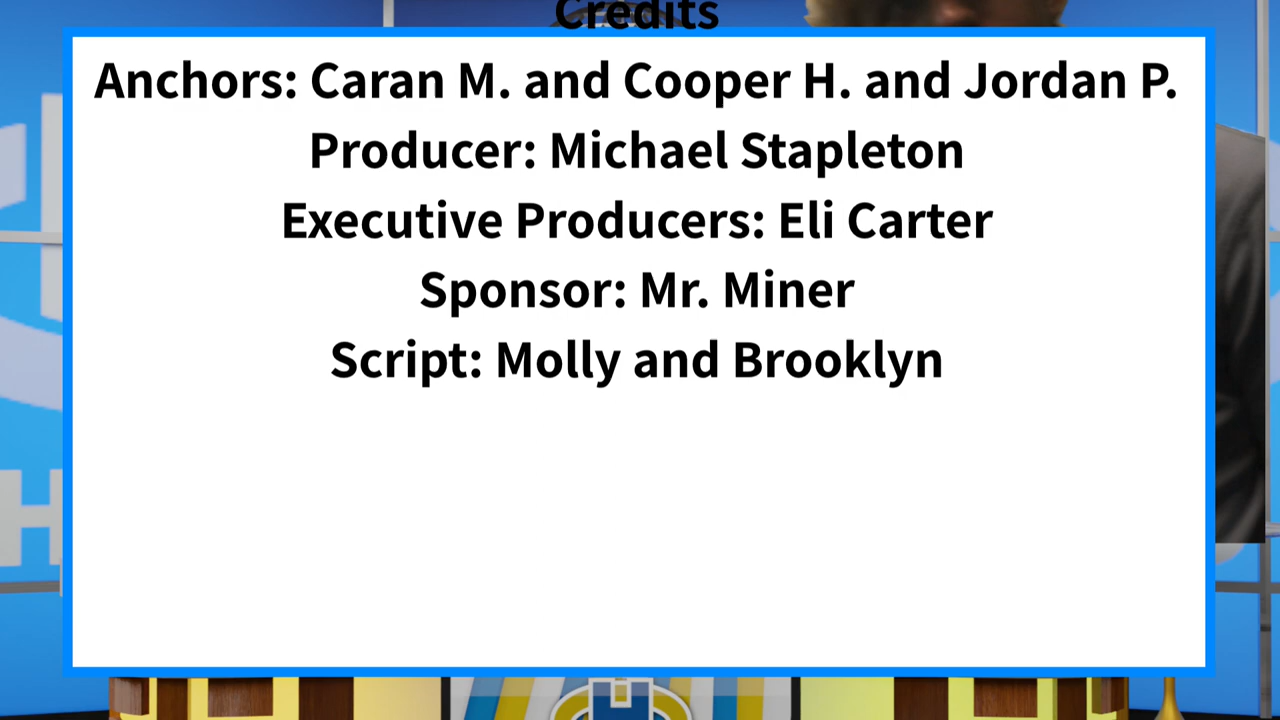 Credits
Anchors: Caran M. and Cooper H. and Jordan P.
Producer: Michael Stapleton
Executive Producers: Eli Carter
Sponsor: Mr. Miner
Script: Molly and Brooklyn